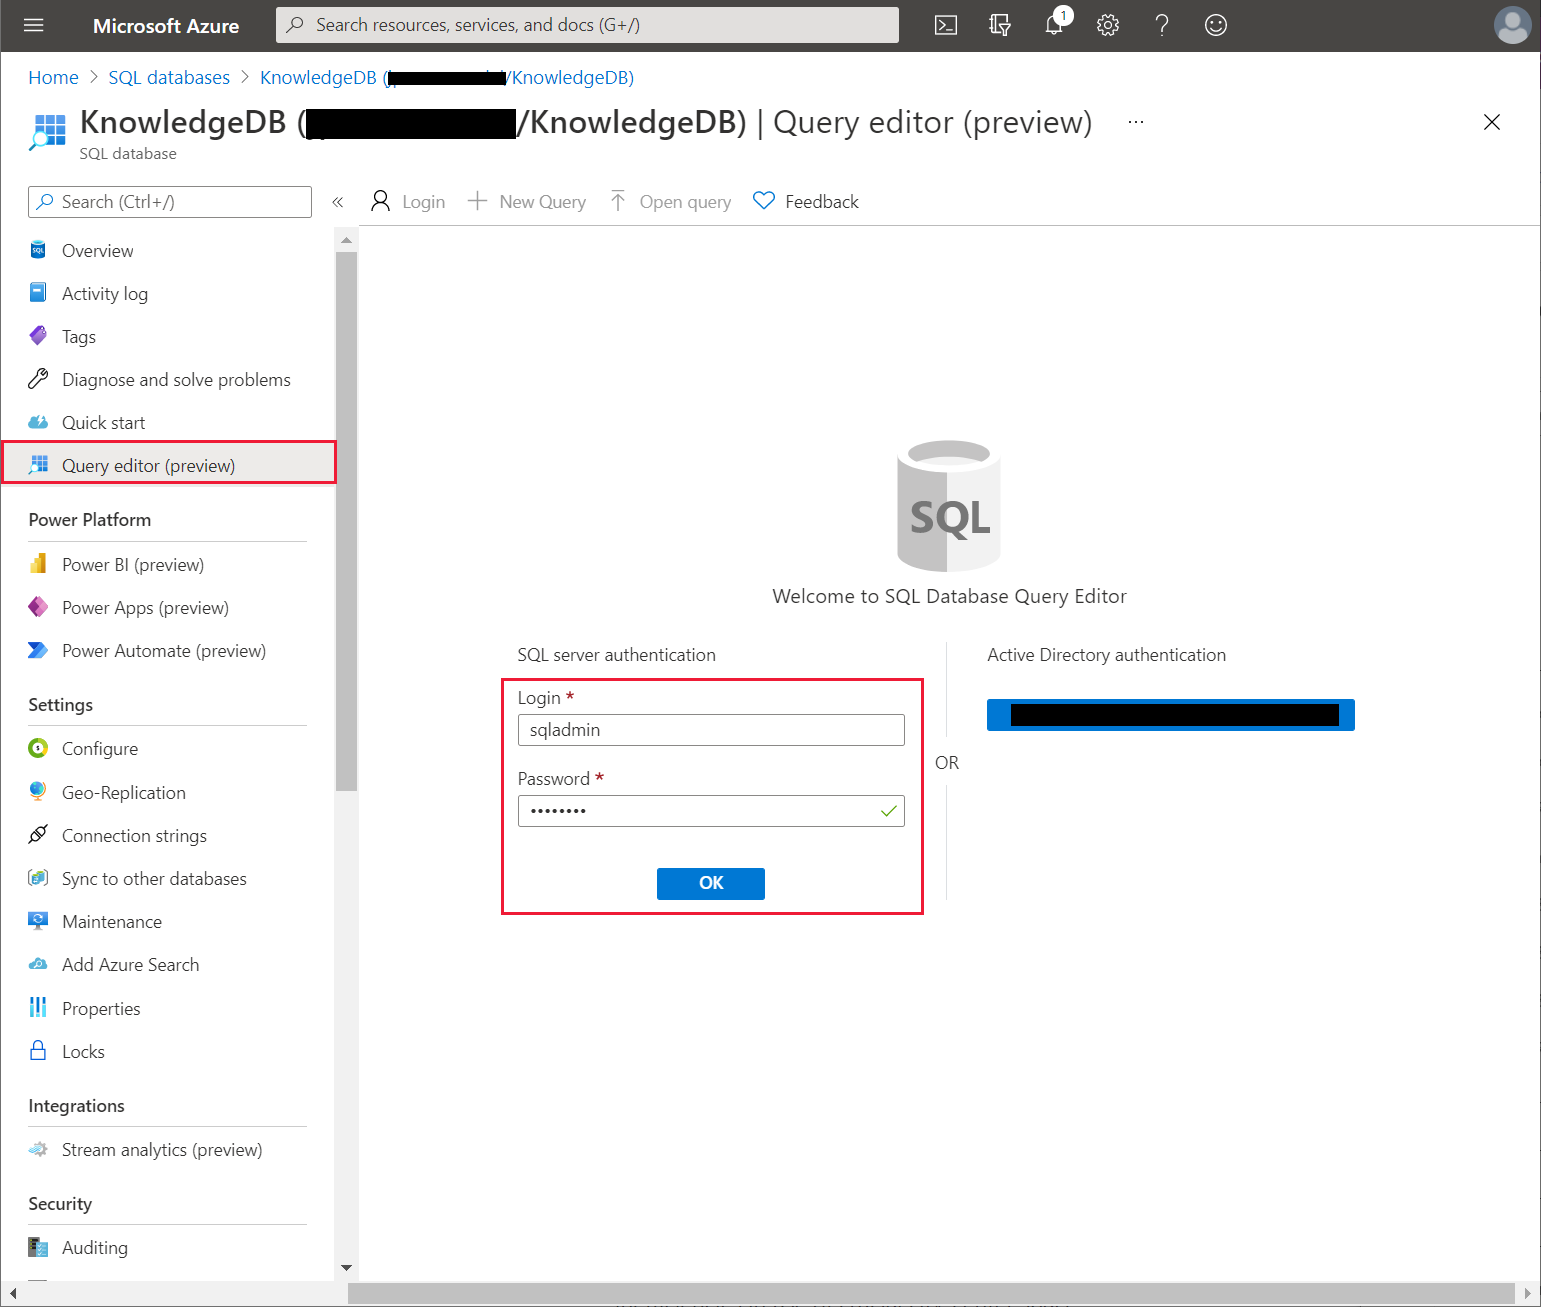 Microsoft Azure
Search resources, services, and docs (G+/)
1
Home > SQL databases > KnowledgeDB ( /KnowledgeDB)
KnowledgeDB ( /KnowledgeDB) | Query editor (preview) ...
SQL database
Search (Ctrl+/)
«
Login
New Query
Open query
Feedback
Overview
Activity log
Tags
Diagnose and solve problems
Quick start
Query editor (preview)
Power Platform
Power BI (preview)
Power Apps (preview)
Power Automate (preview)
Settings
Configure
Geo-Replication
Connection strings
Sync to other databases
Maintenance
Add Azure Search
Properties
Locks
Integrations
Stream analytics (preview)
Security
Auditing
SQL
Welcome to SQL Database Query Editor
SQL server authentication
Login *
sqladmin
Password *
••••••••
OK
OR
Active Directory authentication